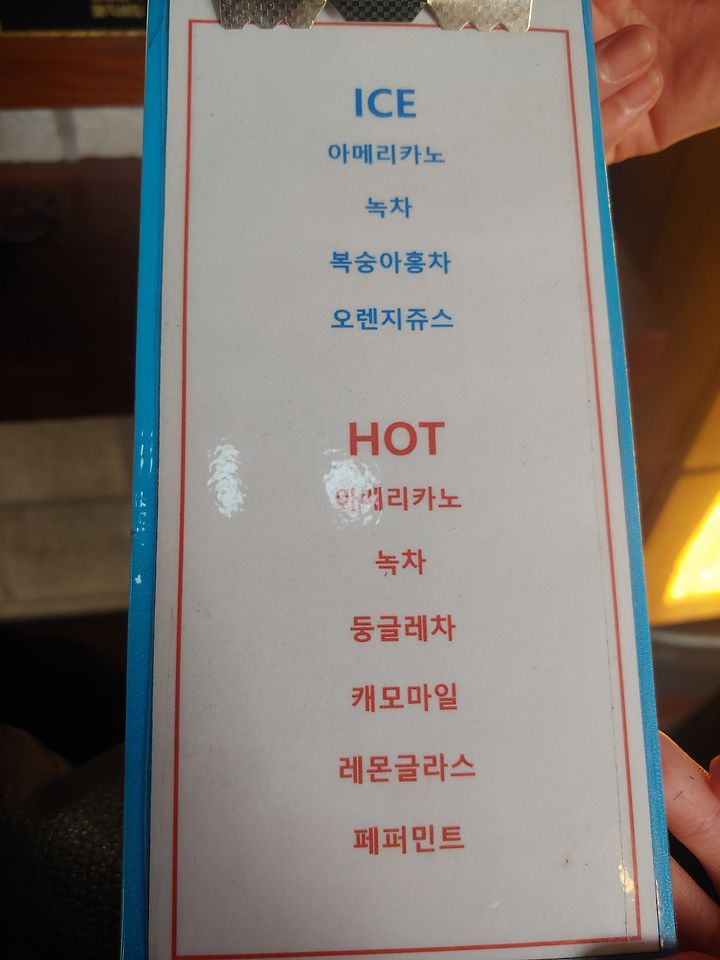 ICE
아메리카노
녹차
복숭아홍차
오렌지쥬스
HOT
아메리카노
녹차
둥글레차
캐모마일
레몬글라스
페퍼민트